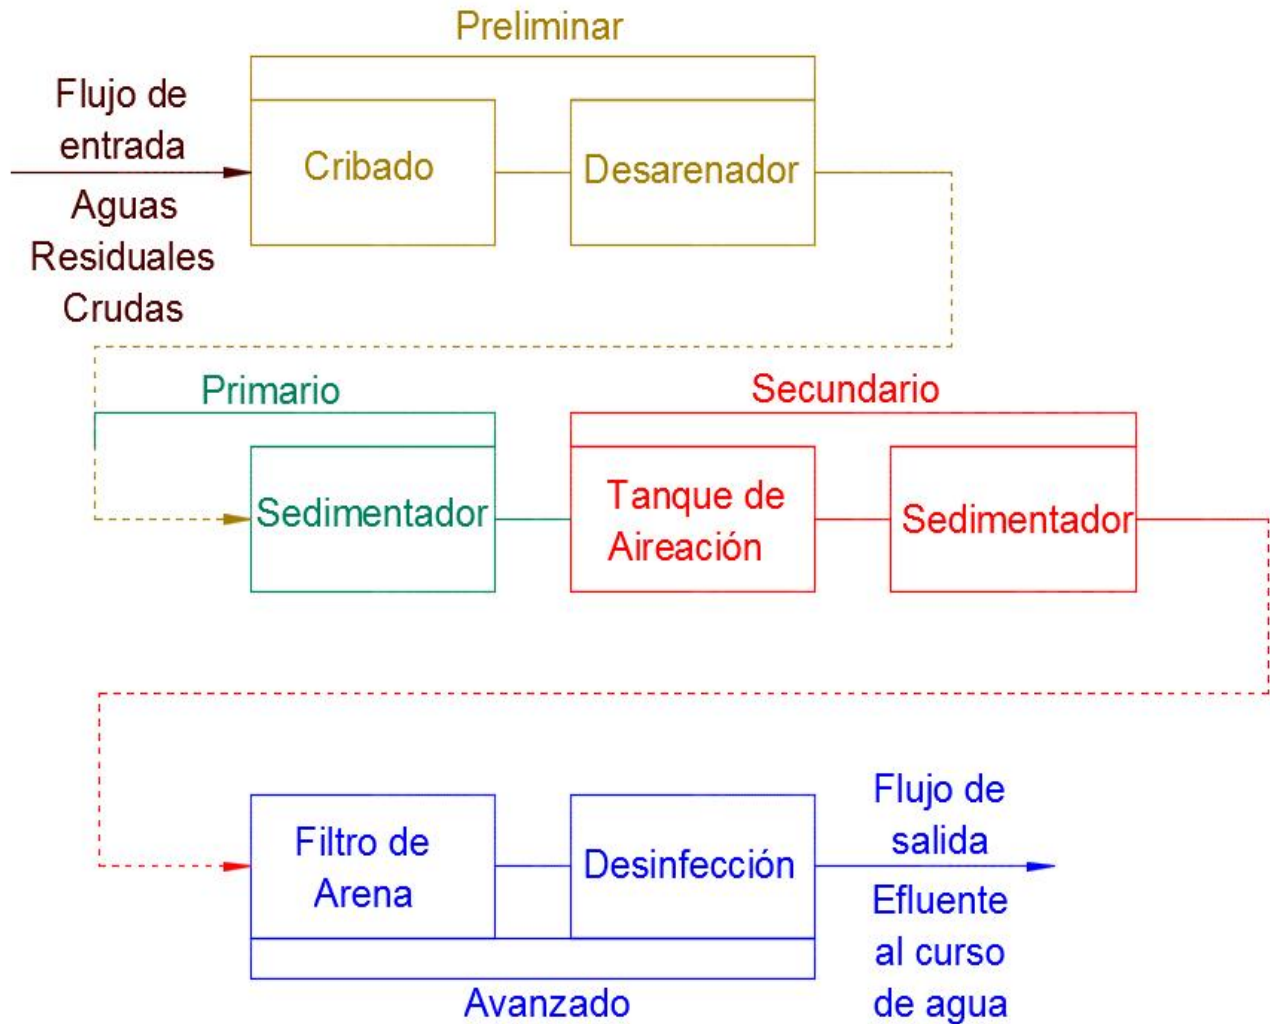 Preliminar
Flujo de
entrada
Aguas
Residuales
Crudas
Cribado
Desarenador
Primario
Sedimentador
Secundario
Tanque de
Aireación
Sedimentador
Filtro de
Arena
Desinfección
Avanzado
Flujo de
salida
Efluente
al curso
de agua